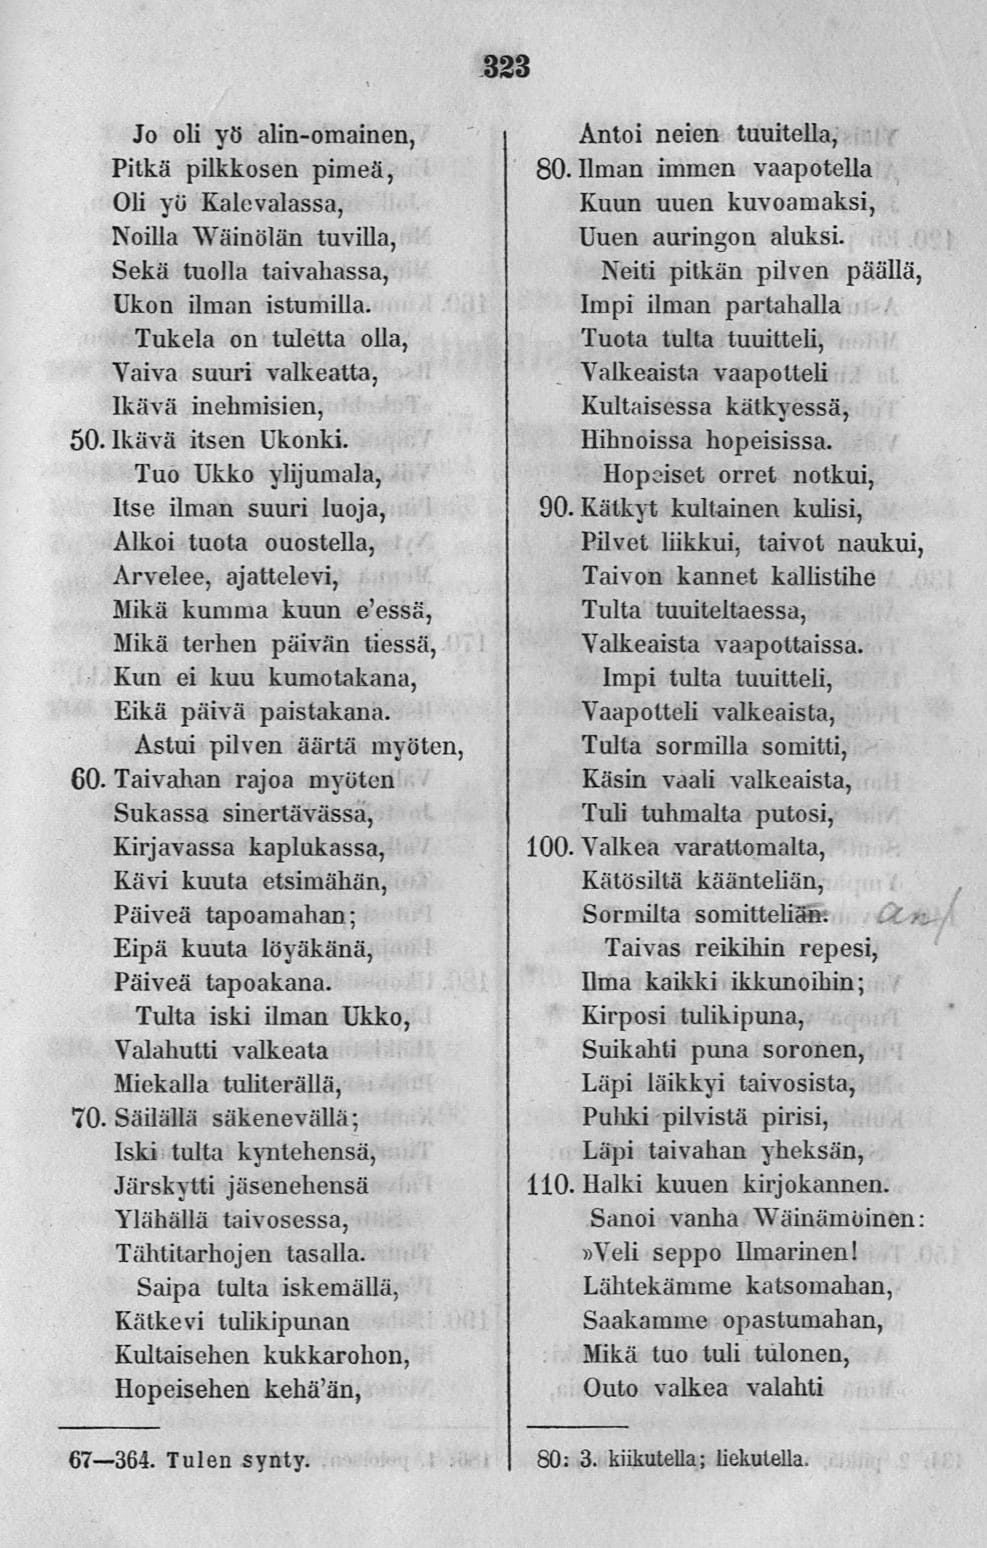 323
Jo oli yö alin-omainen,
Pitkä pilkkosen pimeä,
Oli yö Kalevalassa,
Noilla Wäinölän tuvilla,
Sekä tuolla taivahassa,
Ukon ilman istumilla.
Tukela on tuletta olla,
Vaiva suuri valkeatta,
Ikävä inehmisien,
50. Ikävä itsen Ukonki.
Tuo Ukko ylijumala,
Itse ilman suuri luoja,
Alkoi tuota ouostella,
Arvelee, ajattelevi,
Mikä kumma kuun e'essä,
Mikä terhen päivän tiessä,
Kun ei kuu kumotakana,
Eikä päivä paistakana.
Astui pilven äärtä myöten,
60. Taivahan rajoa myöten
Sukassa sinertävässä,
Kirjavassa kaplukassa,
Kävi kuuta etsimähän,
Päiveä tapoamahan;
Eipä kuuta löyäkänä,
Päiveä tapoakana.
Tulta iski ilman Ukko,
Valahutti valkeata
Miekalla tuliterällä,
70. Säilällä säkenevällä;
Iski tulta kyntehensä,
Järskytti jäsenehensä
Ylähällä taivosessa,
Tähtitarhojen tasalla.
Saipa tulta iskemällä,
Kätkevi tulikipunan
Kultaisehen kukkarohon,
Hopeisehen kehä'än,
67—364. Tulen synty.
Antoi neien tuuitella,
80. Ilman immen vaapotella
Kuun uuen kuvoamaksi,
Uuen auringon aluksi.
Neiti pitkän pilven päällä,
Impi ilman partahalla
Tuota tulta tuuitteli,
Valkeaista vaapotteli
Kultaisessa kätkyessä,
Hihnoissa hopeisissa.
Hopeiset orret notkui,
90. Kätkyt kultainen kulisi,
Pilvet liikkui, taivot naukui,
Taivon kannet kallistihe
Tulta tuuiteltaessa,
Valkeaista vaapottaissa.
Impi tulta tuuitteli,
Vaapotteli valkeaista,
Tulta sormilla somitti,
Käsin vaali valkeaista,
Tuli tuhmalta putosi,
100. Valkea varattomalta,
Kätösiltä kääntelián,
Sormilta somittelián. an/
Taivas reikihin repesi,
Ilma kaikki ikkunoihin;
Kirposi tulikipuna,
Suikahti puna soronen,
Läpi läikkyi taivosista,
Puhki pilvistä pirisi,
Läpi taivahan yheksän,
110. Halki kuuen kirjokannen.
Sanoi vanha Wäinämöinen:
»Veli seppo Ilmarinen!
Lähtekämme katsomahan,
Saakamme opastumahan,
Mikä tuo tuli tulonen,
Outo valkea valahti
80: 3. kiikutella; liekutella.